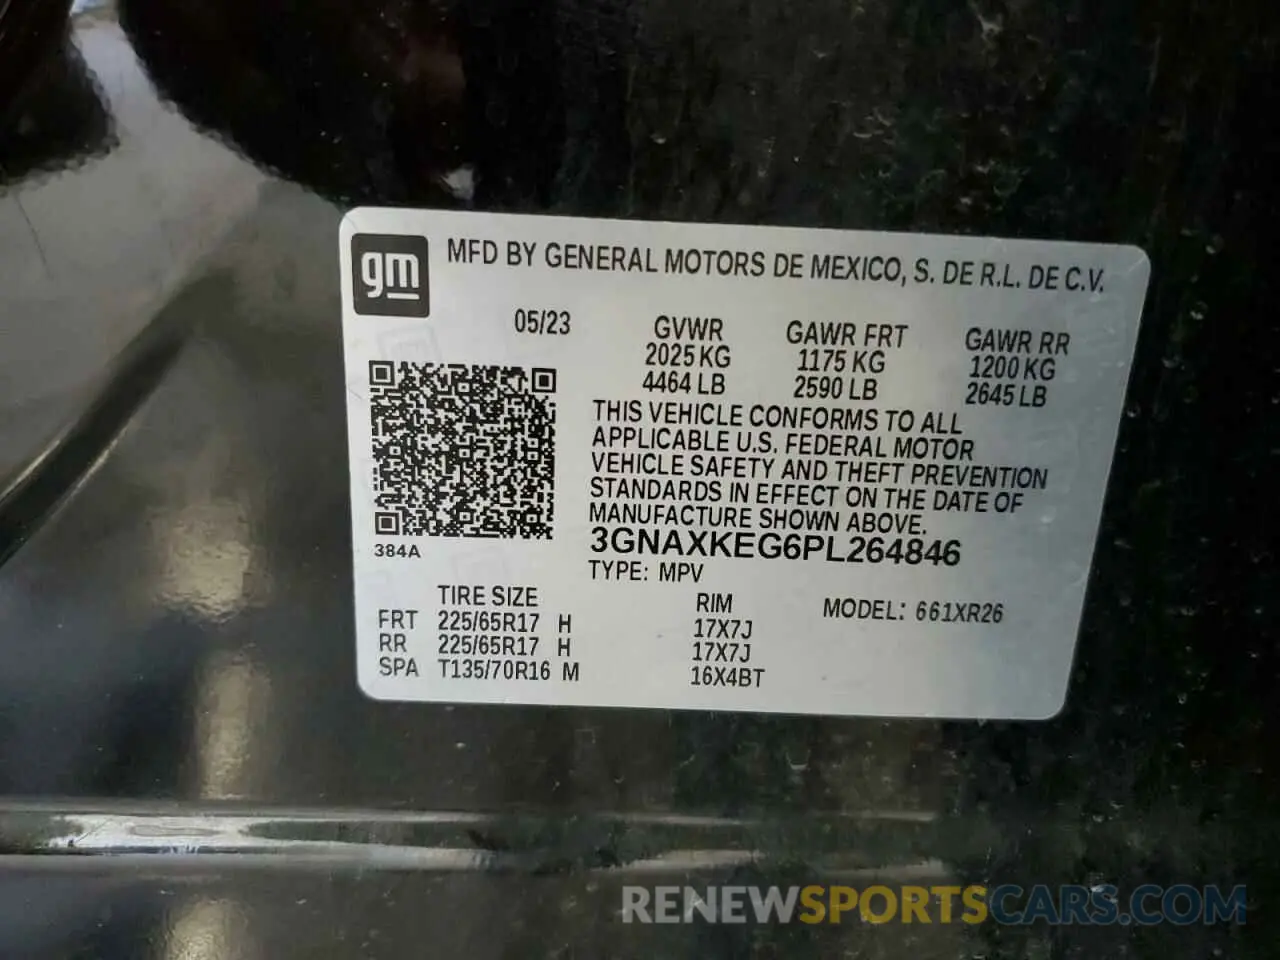 gm
MFD BY GENERAL MOTORS DE MEXICO, S. DE R.L. DE C.V.
05/23 GVWR GAWR FRT GAWR RR
2025 KG 1175 KG 1200 KG
4464 LB 2590 LB 2645 LB
THIS VEHICLE CONFORMS TO ALL
APPLICABLE U.S. FEDERAL MOTOR
VEHICLE SAFETY AND THEFT PREVENTION
STANDARDS IN EFFECT ON THE DATE OF
MANUFACTURE SHOWN ABOVE.
384A
3GNAXKEG6PL264846
TYPE: MPV
TIRE SIZE RIM MODEL: 661XR26
FRT 225/65R17 H 17X7J
RR 225/65R17 H 17X7J
SPA T135/70R16 M 16X4BT
RENEWSPORTSCARS.COM